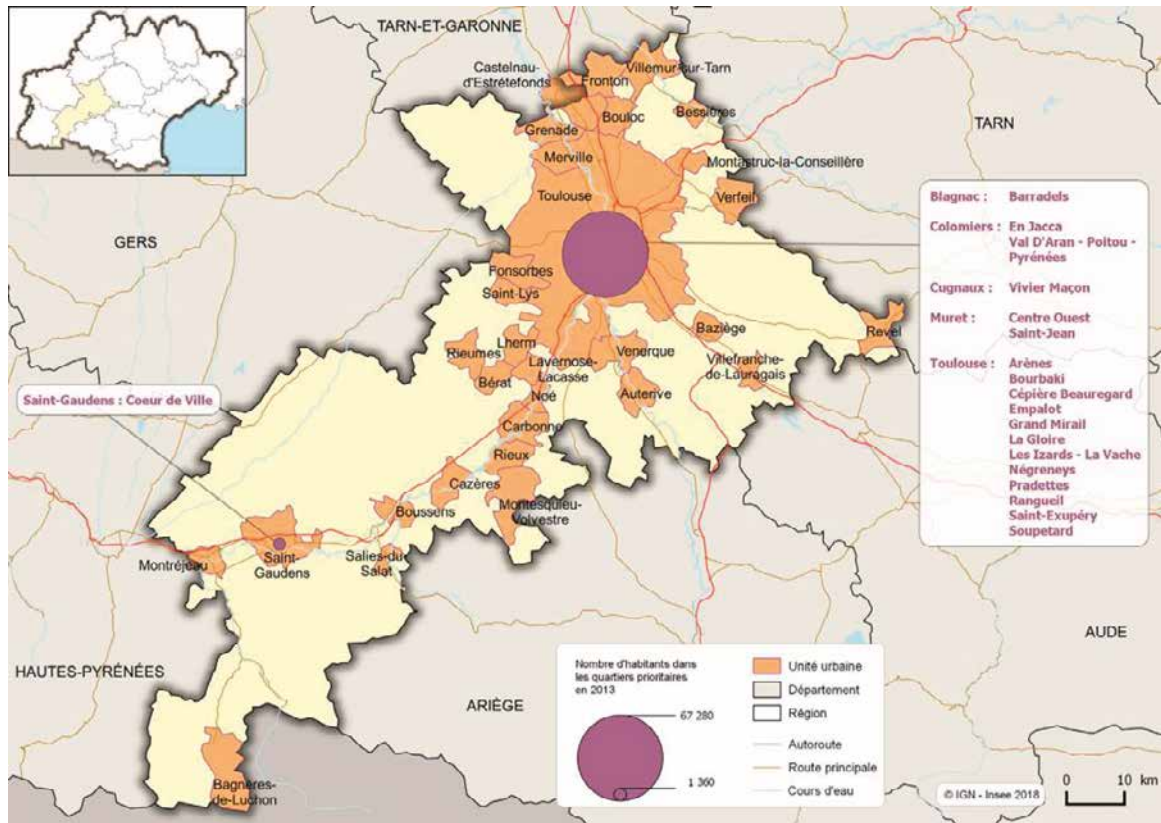 TARN-ET-GARONNE
Castelnau-
d'Estrétefonds
Fronton
Villemur-sur-Tarn
Bouloc
Bessières
Grenade
TARN
Merville
Montastruc-la-Conseillère
Toulouse
Verfeil
GERS
Fonsorbes
Saint-Lys
Blagnac : Barradels
Colomiers : En Jacca
Val D'Aran - Poitou -
Pyrénées
Cugnaux : Vivier Maçon
Muret : Centre Ouest
Saint-Jean
Toulouse : Arènes
Bourbaki
Cépière Beauregard
Empalot
Grand Mirail
La Gloire
Les Izards - La Vache
Négreneys
Pradettes
Rangueil
Saint-Exupéry
Soupetard
Baziège
Revel
Lherm
Rieumes
Lavernose-
Lacasse
Venerque
Villefranche-
de-Lauragais
Bérat
Noé
Auterive
Saint-Gaudens : Coeur de Ville
Carbonne
Rieux
Cazères
Montesquieu-
Volvestre
Boussens
Montréjeau
Saint-
Gaudens
Salies-du-
Salat
HAUTES-PYRÉNÉES
ARIÈGE
AUDE
Bagnères-
de-Luchon
Nombre d'habitants dans
les quartiers prioritaires
en 2013
67 280
1 360
Unité urbaine
Département
Région
Autoroute
Route principale
Cours d'eau
© IGN - Insee 2018
0 10 km